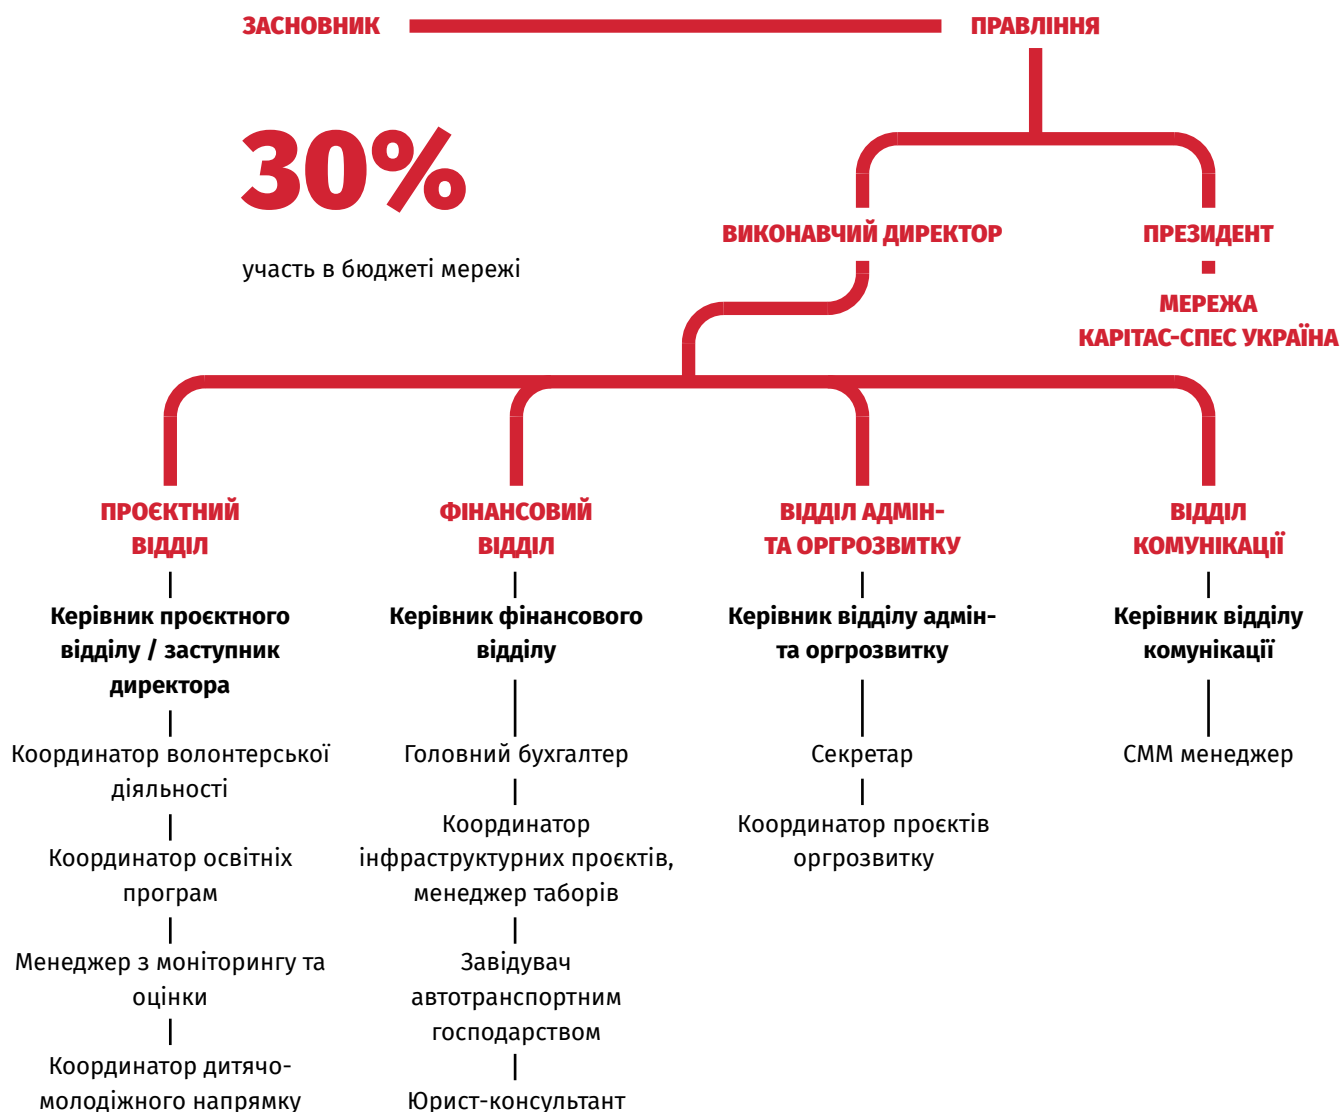 ЗАСНОВНИК
ПРАВЛІННЯ
30%
участь в бюджеті мережі
ВИКОНАВЧИЙ ДИРЕКТОР
ПРЕЗИДЕНТ
МЕРЕЖА
КАРІТАС-СПЕС УКРАЇНА
ПРОЄКТНИЙ
ВІДДІЛ
Керівник проєктного
відділу / заступник
директора
Координатор волонтерської
діяльності
Координатор освітніх
програм
Менеджер з моніторингу та
оцінки
Координатор дитячо-
молодіжного напрямку
ФІНАНСОВИЙ
ВІДДІЛ
Керівник фінансового
відділу
Головний бухгалтер
Координатор
інфраструктурних проєктів,
менеджер таборів
Завідувач
автотранспортним
господарством
Юрист-консультант
ВІДДІЛ АДМІН-
ТА ОРГРОЗВИТКУ
Керівник відділу адмін-
та оргрозвитку
Секретар
Координатор проєктів
оргрозвитку
ВІДДІЛ
КОМУНІКАЦІЇ
Керівник відділу
комунікації
СММ менеджер